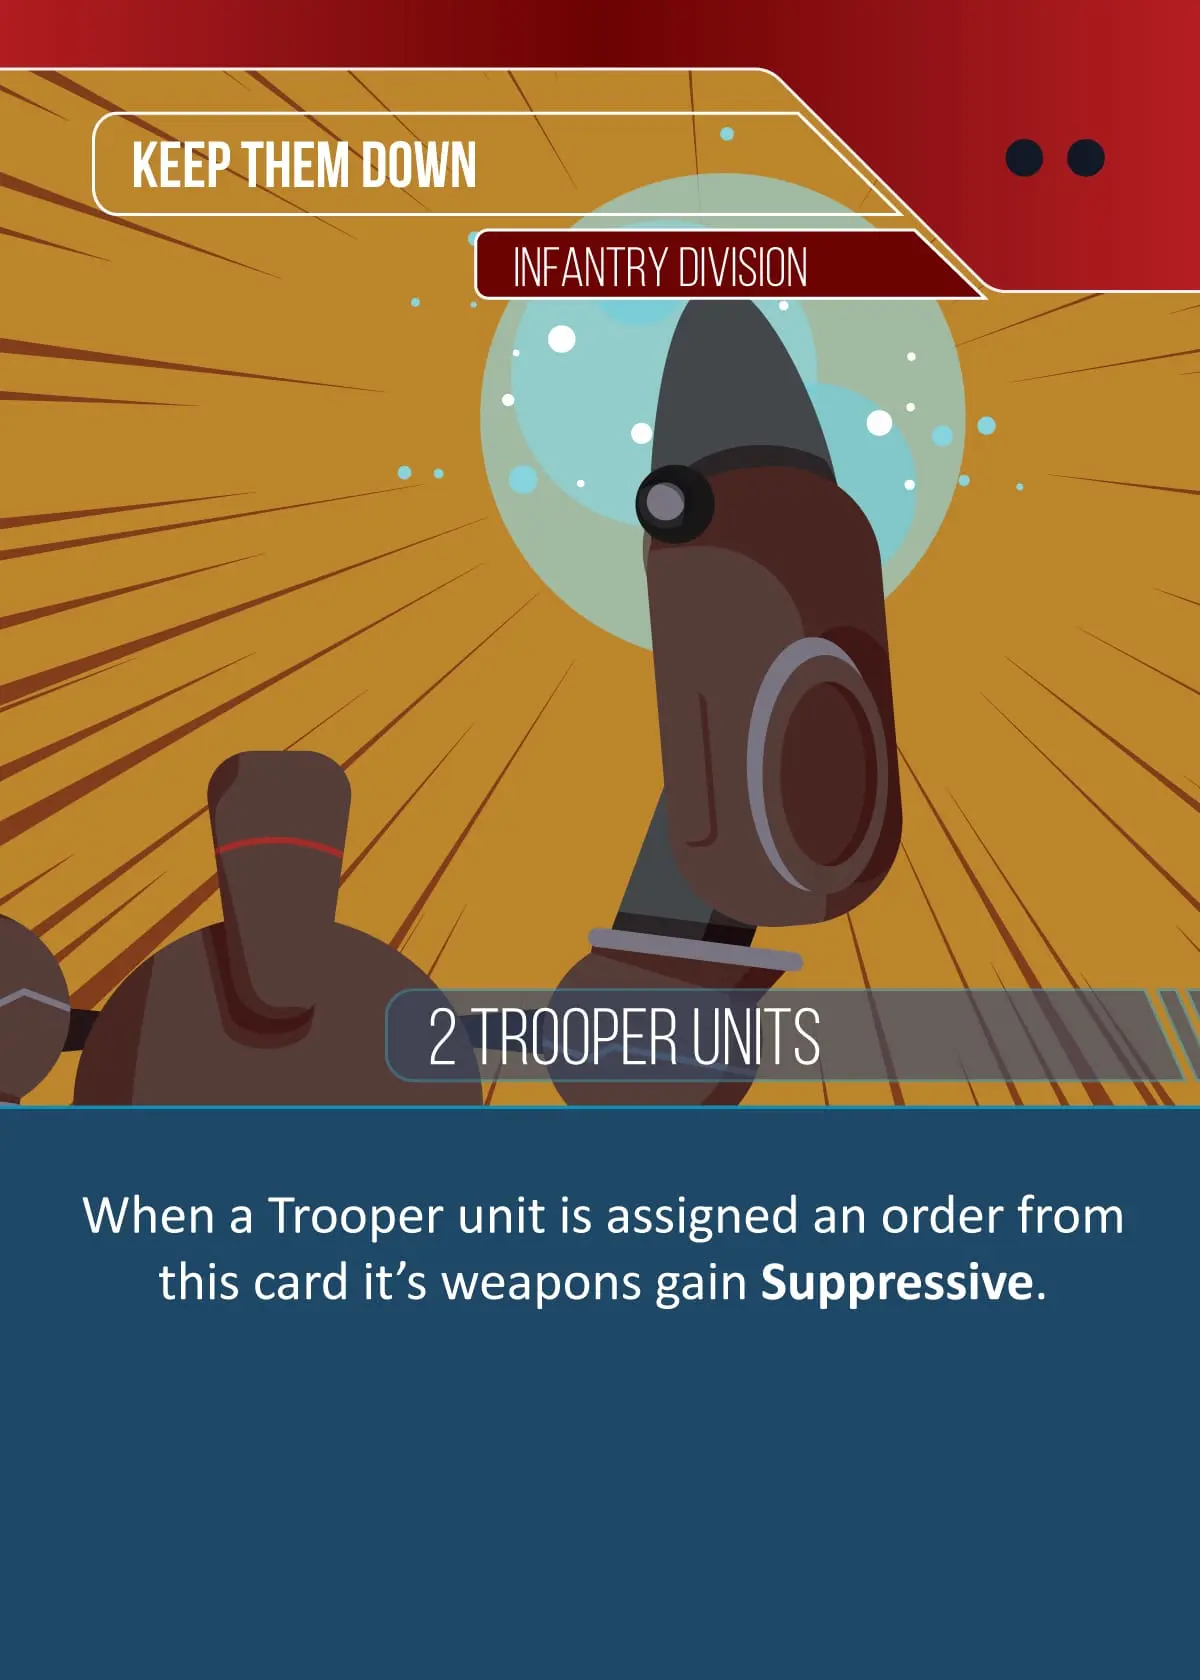 KEEP THEM DOWN
INFANTRY DIVISION
2 TROOPER UNITS
When a Trooper unit is assigned an order from
this card it’s weapons gain Suppressive.